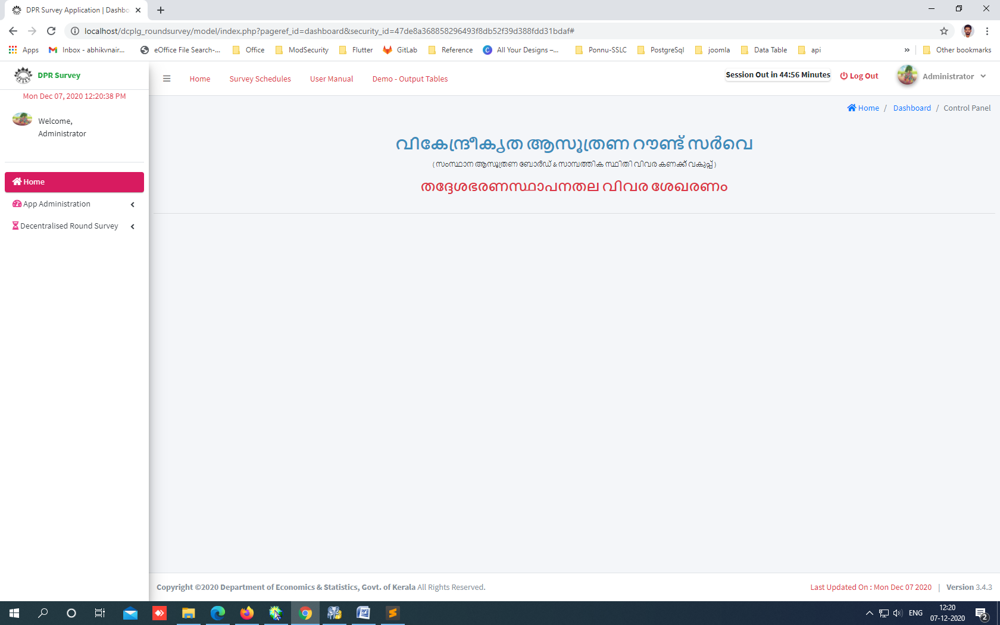 DPR Survey Application | Dashbo
localhost/dcplg_roundsurvey/model/index.php?pageref_id=dashboard&security_id=47de8a368858296493f8db52f39d388fdd31bdaf#
Apps Inbox - abhikvnair... eOffice File Search-... Office ModSecurity Flutter GitLab Reference All Your Designs –... Ponnu-SSLC PostgreSql joomla Data Table api » Other bookmarks
DPR Survey
Home Survey Schedules User Manual Demo - Output Tables Session Out in 44:56 Minutes Log Out Administrator
Mon Dec 07, 2020 12:20:38 PM
Home / Dashboard / Control Panel
Welcome,
Administrator
വികേന്ദ്രീകൃത ആസൂത്രണ റൗണ്ട് സർവെ
( സംസ്ഥാന ആസൂത്രണ ബോർഡ് & സാമ്പത്തിക സ്ഥിതി വിവര കണക്ക് വകുപ്പ് )
തദ്ദേശഭരണസ്ഥാപനതല വിവര ശേഖരണം
Home
App Administration
Decentralised Round Survey
Copyright ©2020 Department of Economics & Statistics, Govt. of Kerala All Rights Reserved. Last Updated On : Mon Dec 07 2020 | Version 3.4.3
ENG 12:20
07-12-2020 2